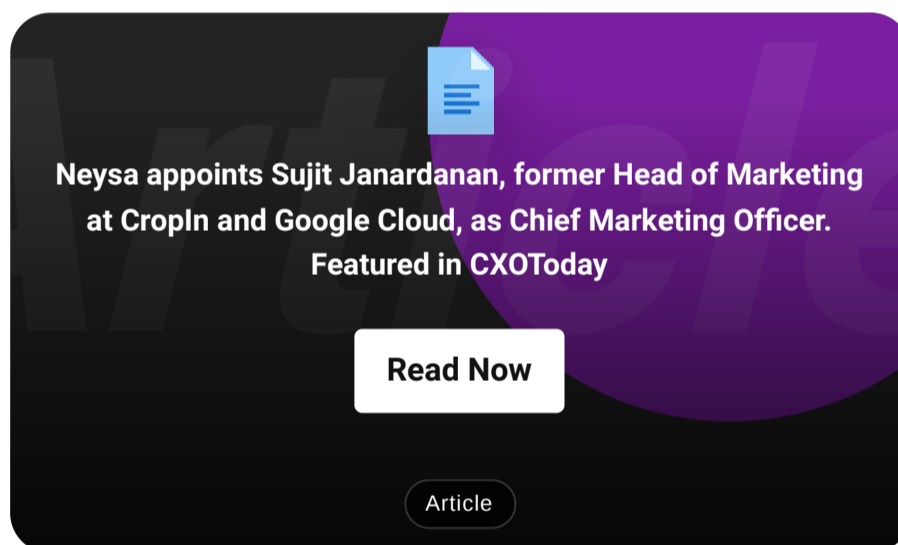 Article
Neysa appoints Sujit Janardanan, former Head of Marketing
at CropIn and Google Cloud, as Chief Marketing Officer.
Featured in CXOToday
Read Now
Article